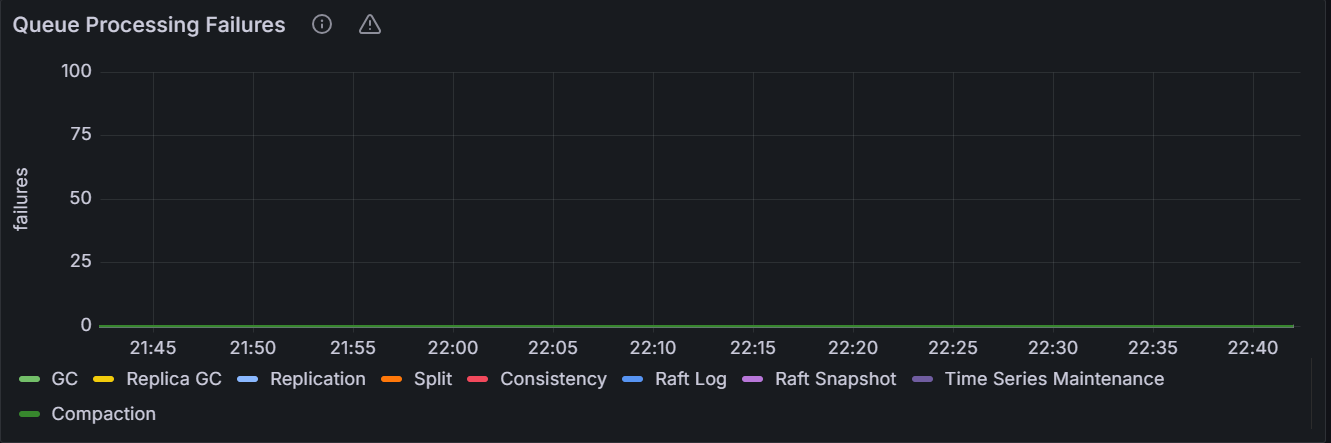 Queue Processing Failures
100
75
50
25
0
failures
21:45 21:50 21:55 22:00 22:05 22:10 22:15 22:20 22:25 22:30 22:35 22:40
GC Replica GC Replication Split Consistency Raft Log Raft Snapshot Time Series Maintenance
Compaction